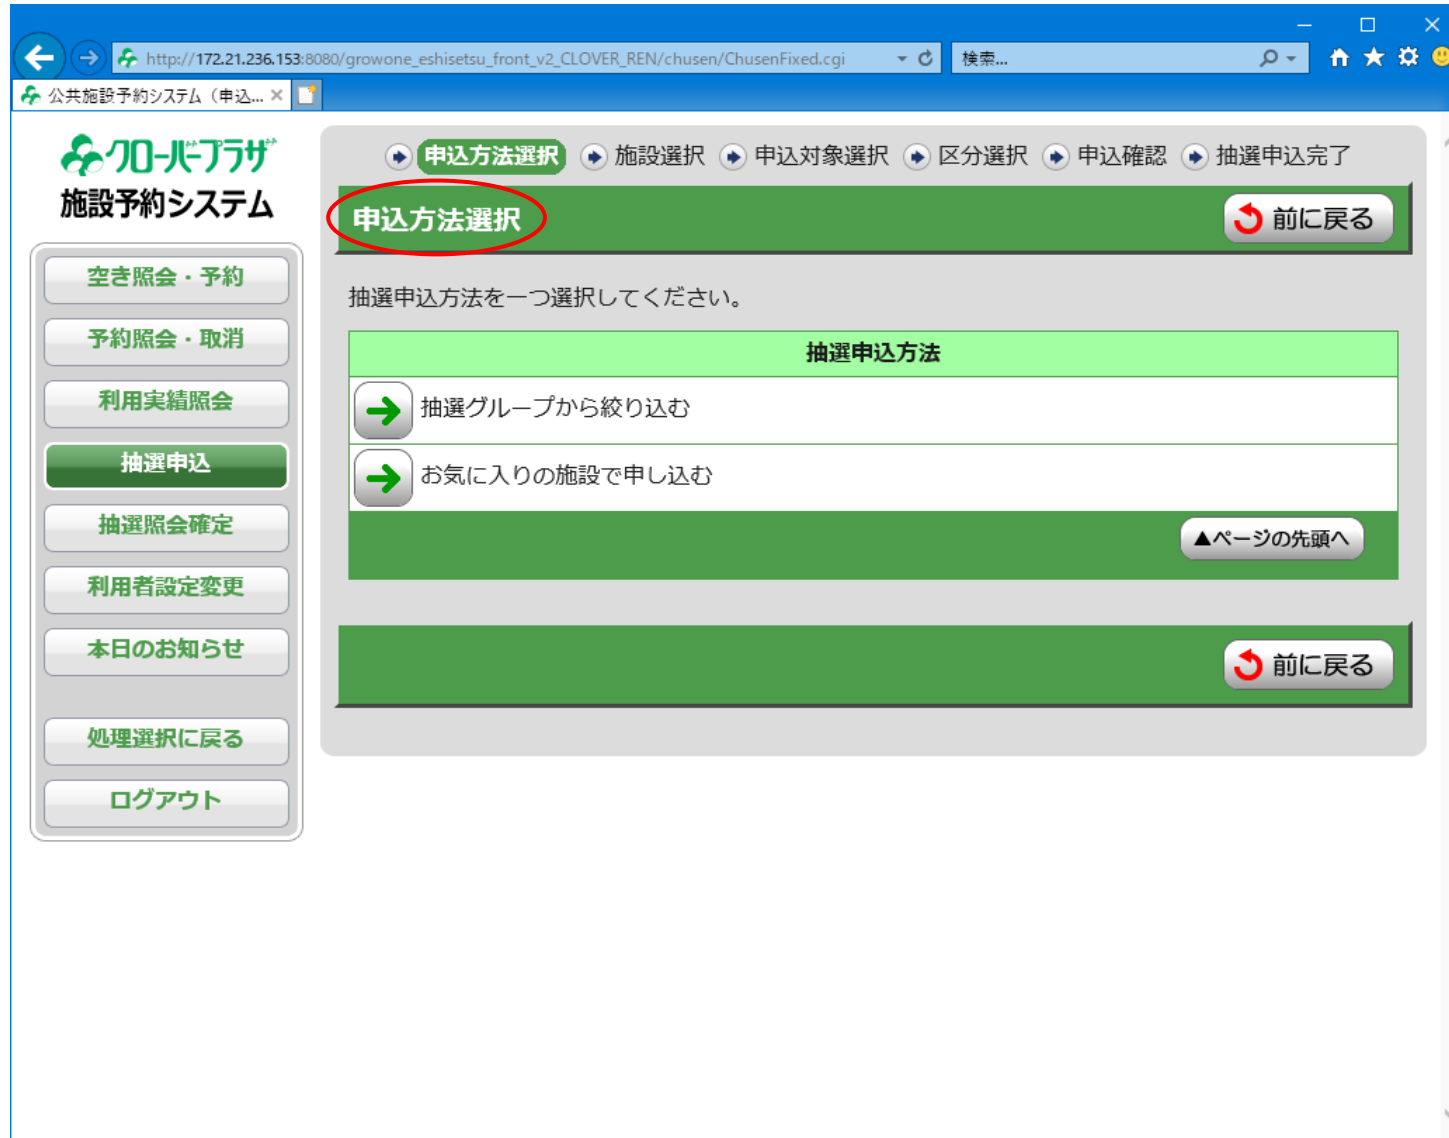 http://172.21.236.153:8080/growone_eshisetsu_front_v2_CLOVER_REN/chusen/ChusenFixed.cgi
検索...
公共施設予約システム（申込...
クローバープラザ
施設予約システム
空き照会・予約
予約照会・取消
利用実績照会
抽選申込
抽選照会確定
利用者設定変更
本日のお知らせ
処理選択に戻る
ログアウト
申込方法選択 施設選択 申込対象選択 区分選択 申込確認 抽選申込完了
申込方法選択
前に戻る
抽選申込方法を一つ選択してください。
抽選申込方法
抽選グループから絞り込む
お気に入りの施設で申し込む
▲ページの先頭へ
前に戻る